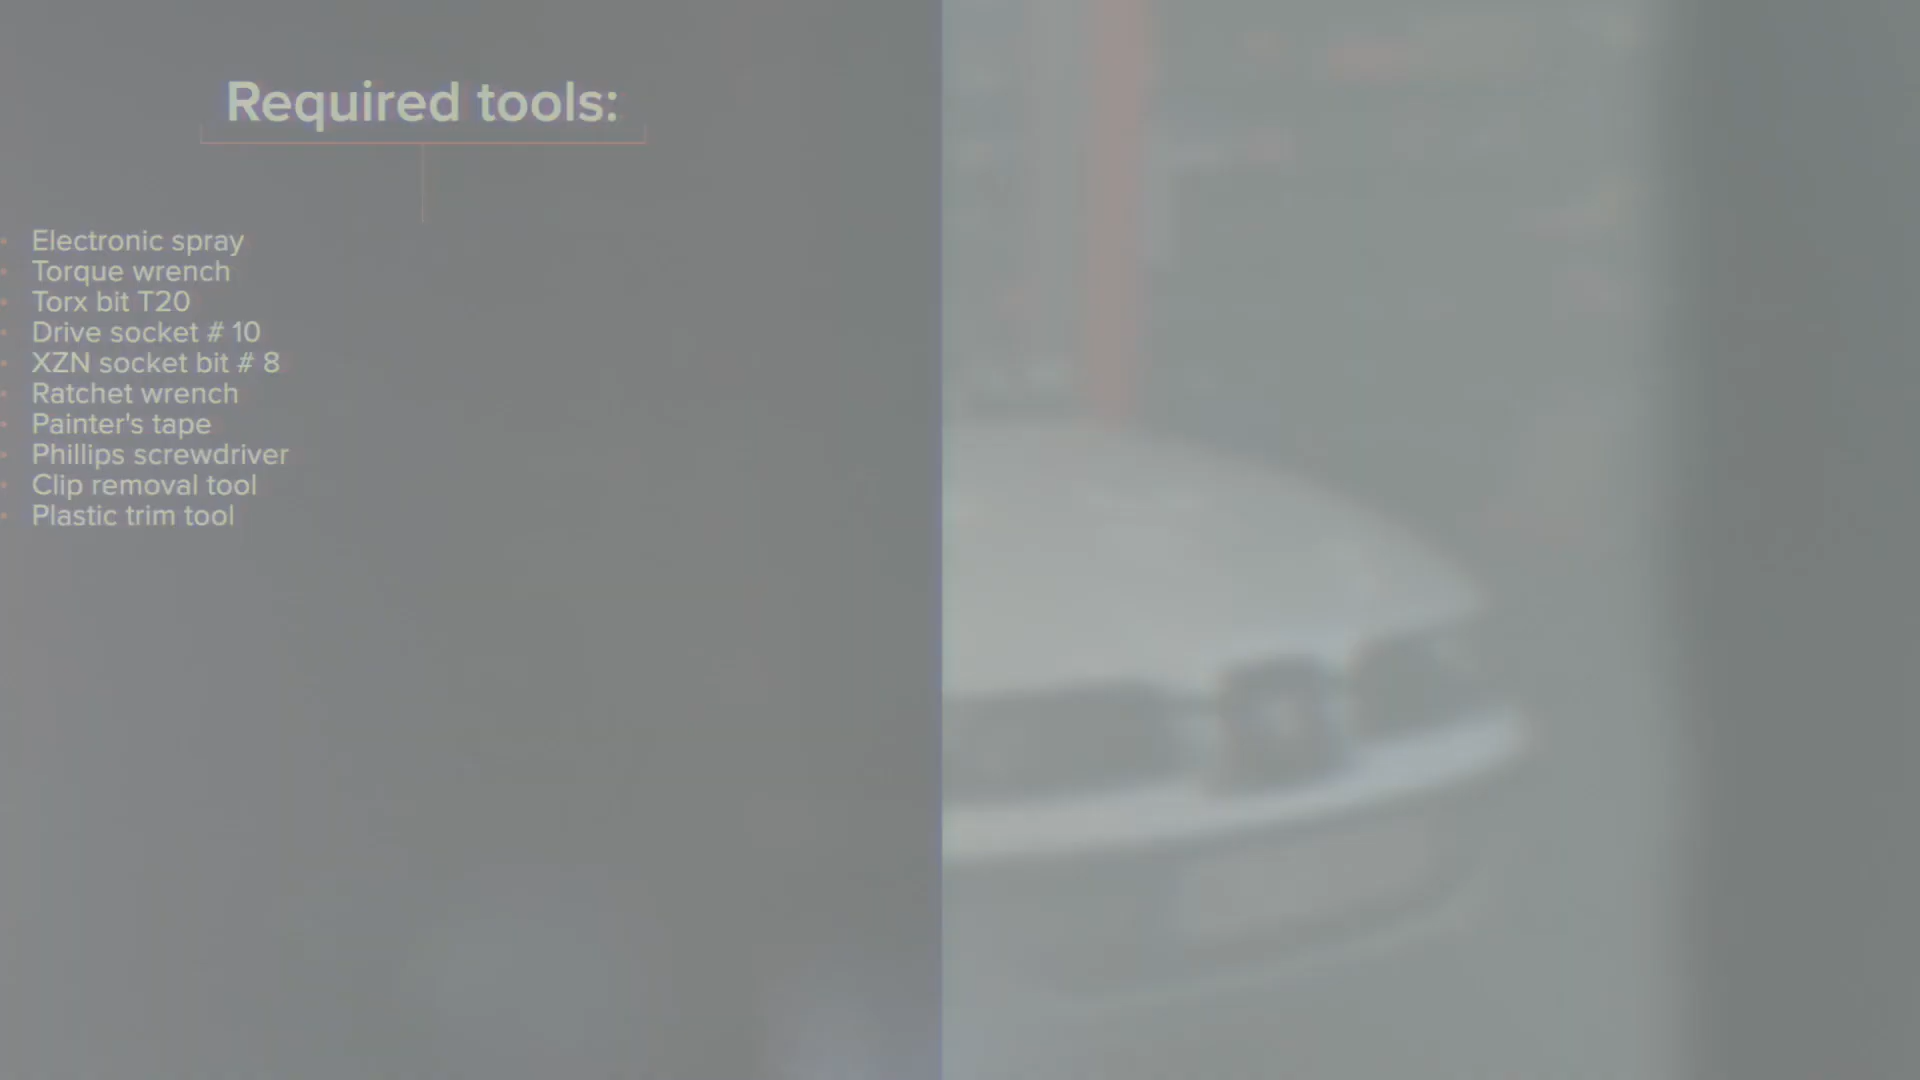 Required tools:
Electronic spray
Torque wrench
Torx bit T20
Drive socket # 10
XZN socket bit # 8
Ratchet wrench
Painter's tape
Phillips screwdriver
Clip removal tool
Plastic trim tool